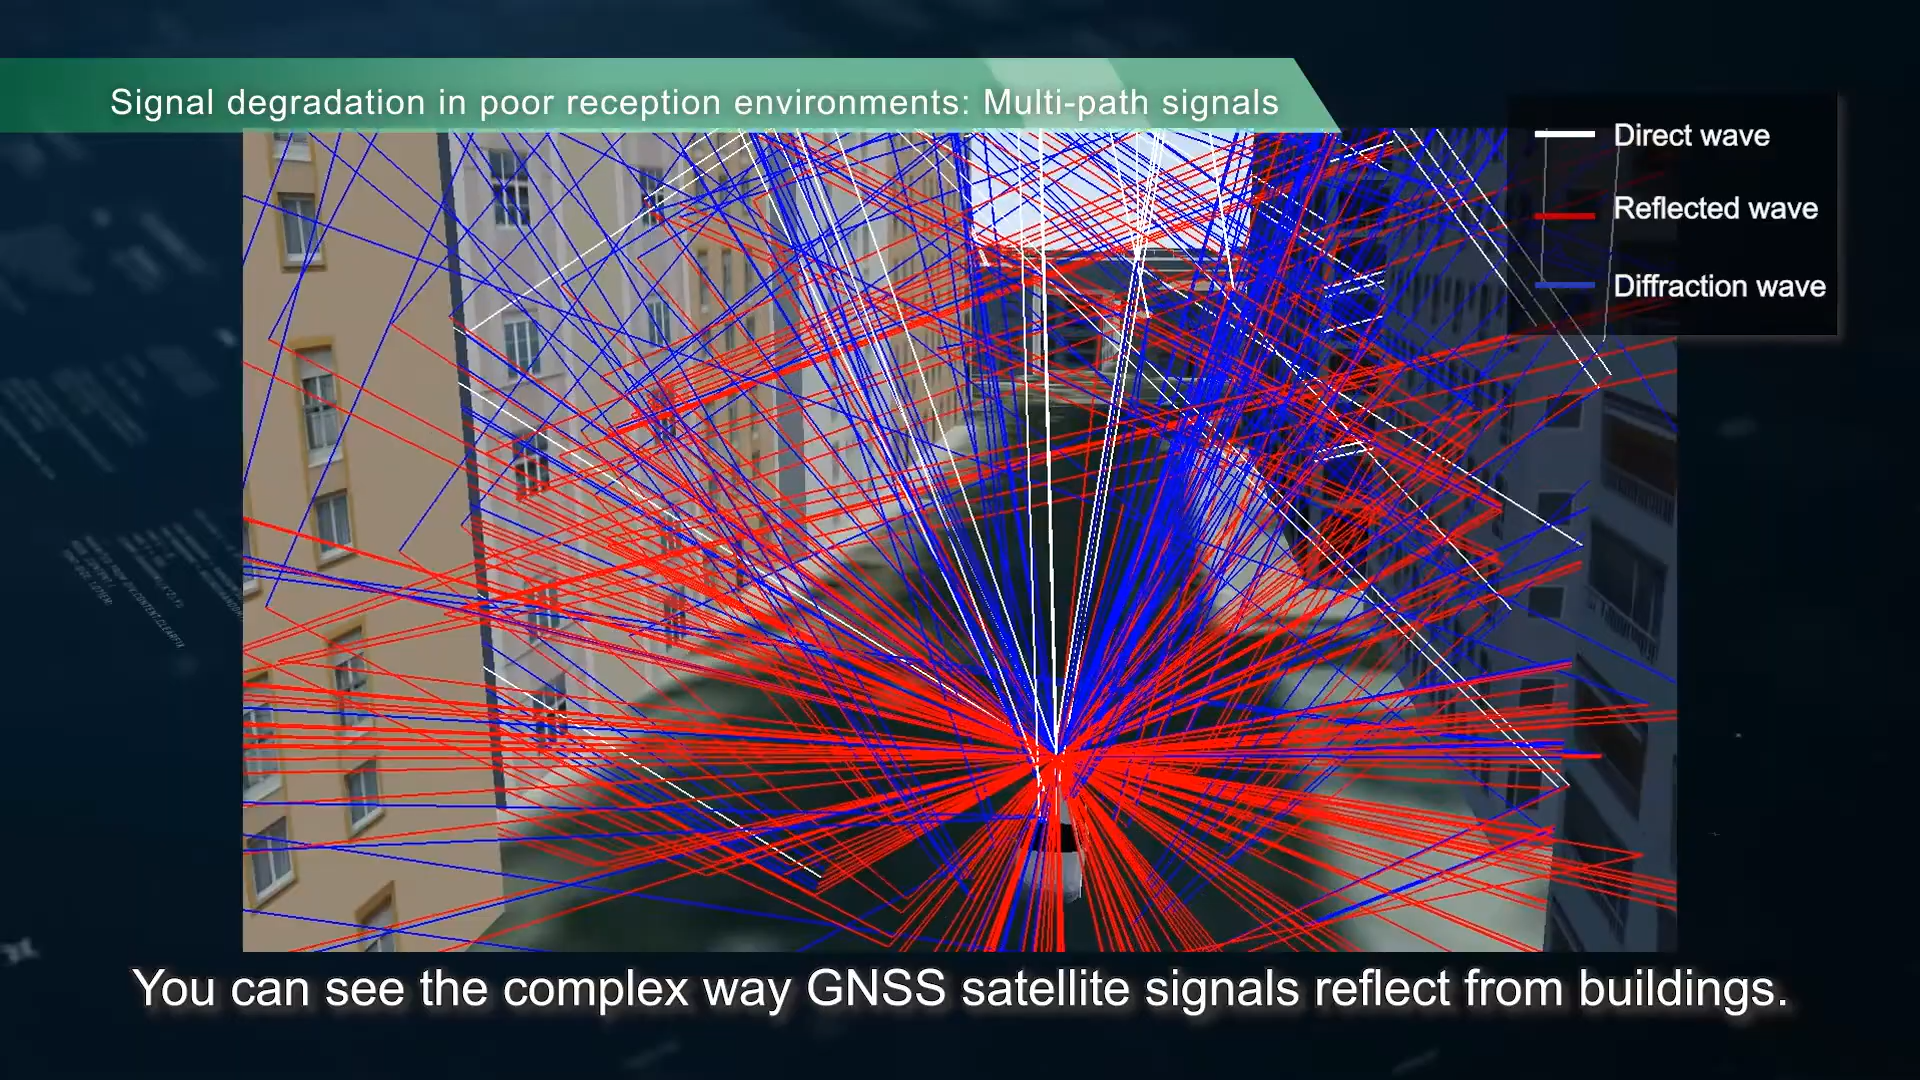 Signal degradation in poor reception environments: Multi-path signals
Direct wave
Reflected wave
Diffraction wave
You can see the complex way GNSS satellite signals reflect from buildings.